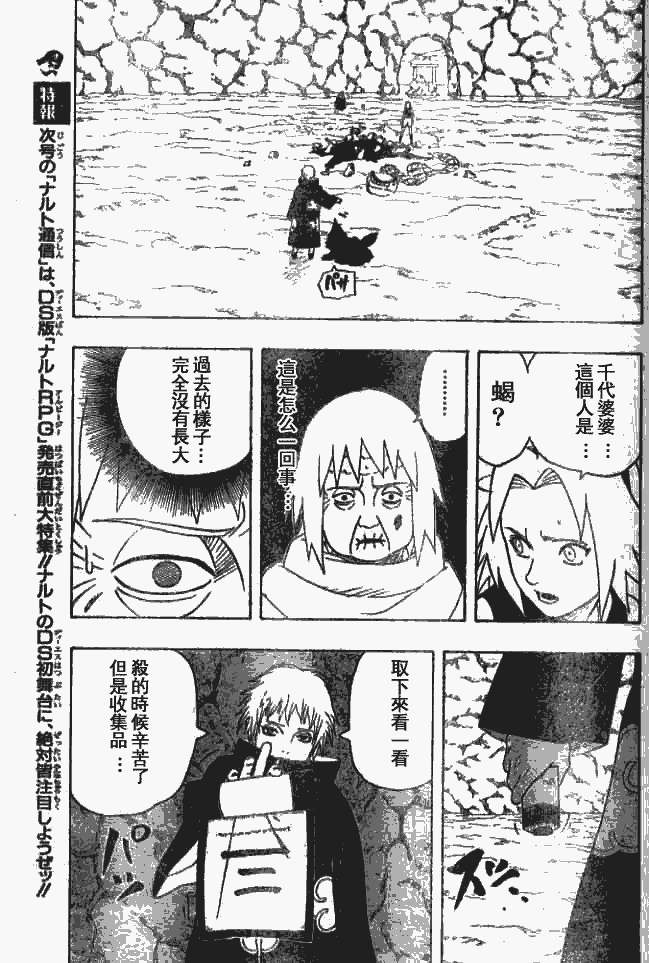 特報
次号の「ナルト通信」は、DS版「ナルトRPG」発売直前大特集!!ナルトのDS初舞台に、絶対皆注目しようぜッ!!
パサ
千代婆婆…
這個人是…
蝎?
………
這是怎么一回事…
過去的樣子…
完全沒有長大
ズッ…
取下來看一看
殺的時候辛苦了
但是收集品…
パッ